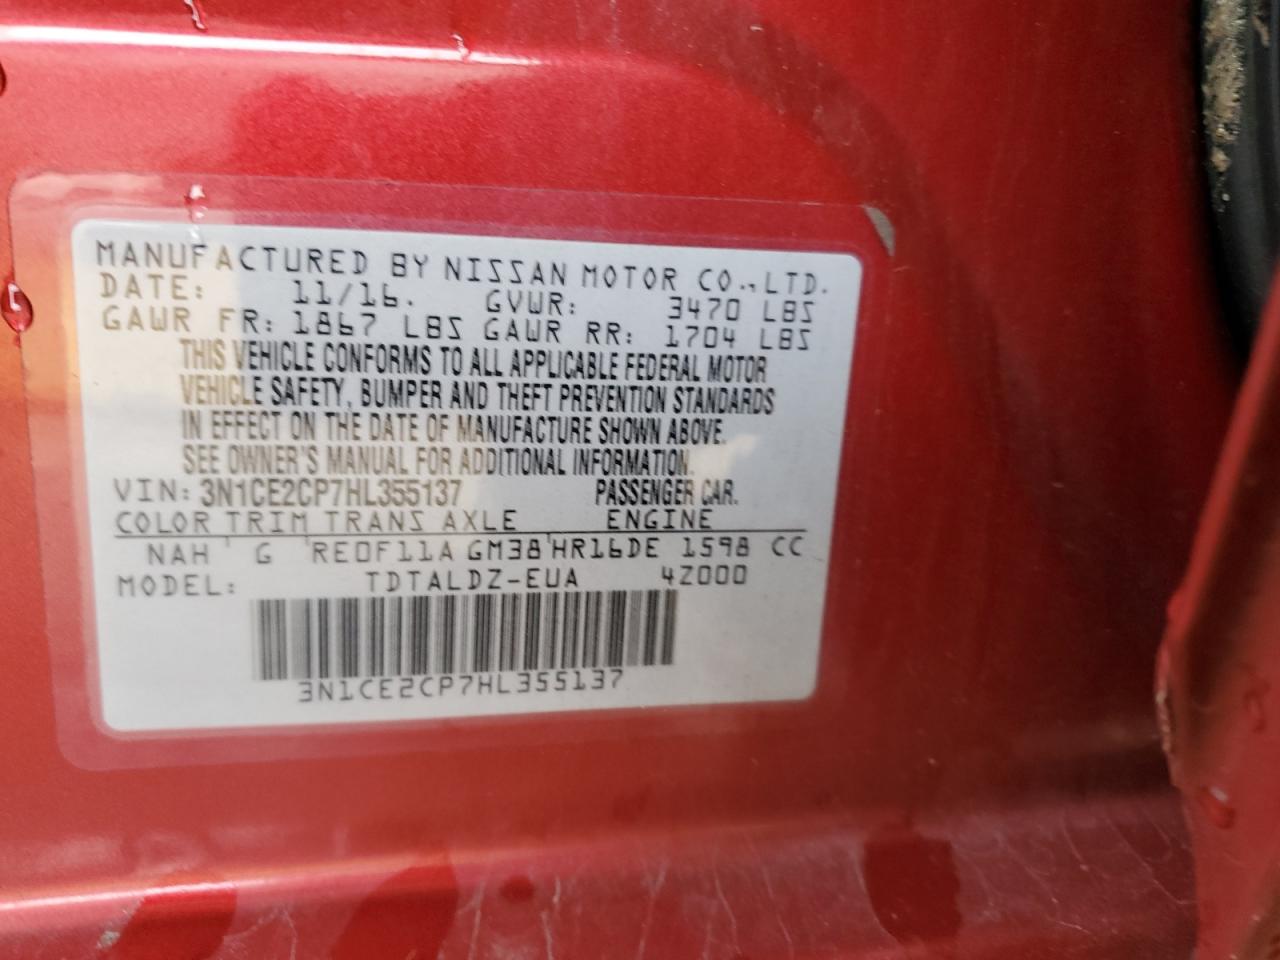 MANUFACTURED BY NISSAN MOTOR CO.,LTD.
DATE: 11/16. GVWR: 3470 LBS
GAWR FR: 1867 LBS GAWR RR: 1704 LBS
THIS VEHICLE CONFORMS TO ALL APPLICABLE FEDERAL MOTOR
VEHICLE SAFETY, BUMPER AND THEFT PREVENTION STANDARDS
IN EFFECT ON THE DATE OF MANUFACTURE SHOWN ABOVE.
SEE OWNER'S MANUAL FOR ADDITIONAL INFORMATION.
VIN: 3N1CE2CP7HL355137 PASSENGER CAR.
COLOR TRIM TRANS AXLE ENGINE
NAH ' G 'RE0F11A GM38'HR16DE 1598 CC
MODEL: TDTALDZ-EUA 4Z000
3N1CE2CP7HL355137